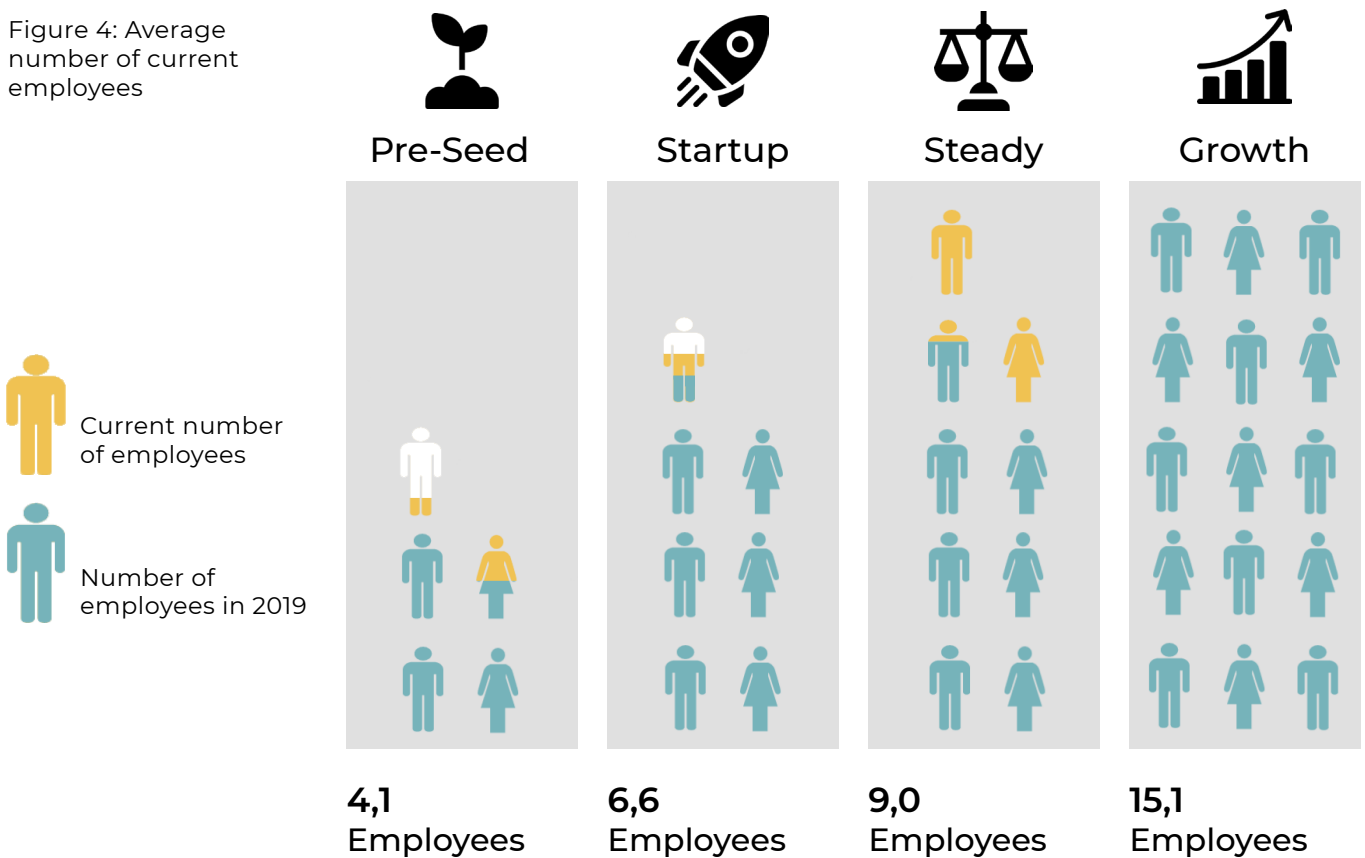 Figure 4: Average
number of current
employees
Pre-Seed
Startup
Steady
Growth
Current number
of employees
Number of
employees in 2019
4,1
Employees
6,6
Employees
9,0
Employees
15,1
Employees